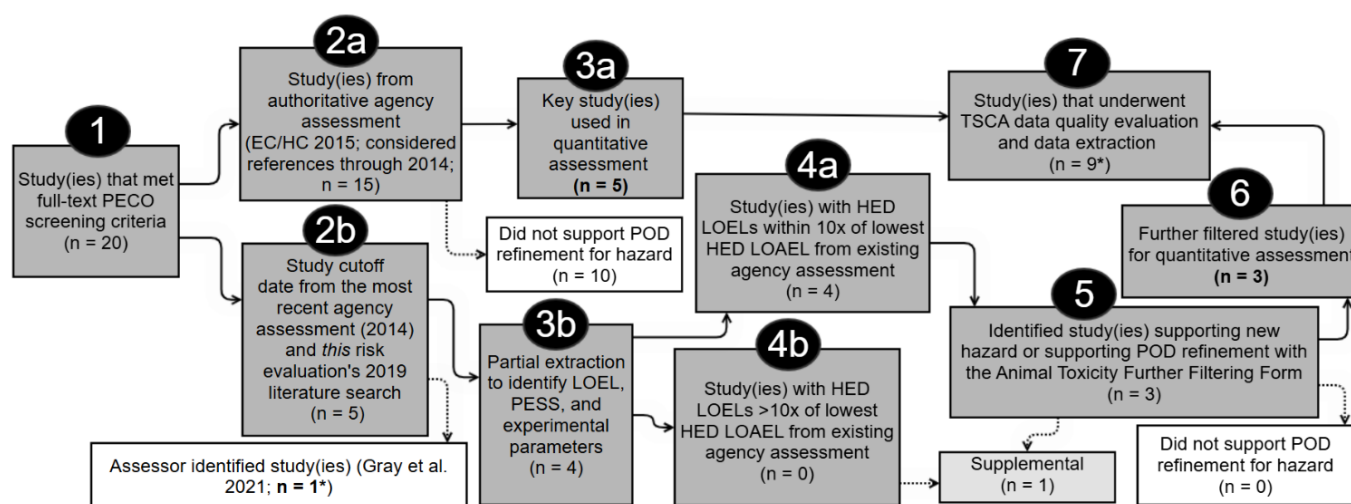 1
Study(ies) that met
full-text PECO
screening criteria
(n = 20)
2a
Study(ies) from
authoritative agency
assessment
(EC/HC 2015; considered
references through 2014;
n = 15)
2b
Study cutoff
date from the most
recent agency
assessment (2014)
and this risk
evaluation's 2019
literature search
(n = 5)
Assessor identified study(ies) (Gray et al.
2021; n = 1*)
3a
Key study(ies)
used in
quantitative
assessment
(n = 5)
Did not support POD
refinement for hazard
(n = 10)
3b
Partial extraction
to identify LOEL,
PESS, and
experimental
parameters
(n = 4)
4a
Study(ies) with HED
LOELs within 10x of lowest
HED LOAEL from existing
agency assessment
(n = 4)
4b
Study(ies) with HED
LOELs >10x of lowest
HED LOAEL from existing
agency assessment
(n = 0)
5
Identified study(ies) supporting new
hazard or supporting POD refinement with
the Animal Toxicity Further Filtering Form
(n = 3)
Supplemental
(n = 1)
Did not support POD
refinement for hazard
(n = 0)
6
Further filtered study(ies)
for quantitative assessment
(n = 3)
7
Study(ies) that underwent
TSCA data quality evaluation
and data extraction
(n = 9*)